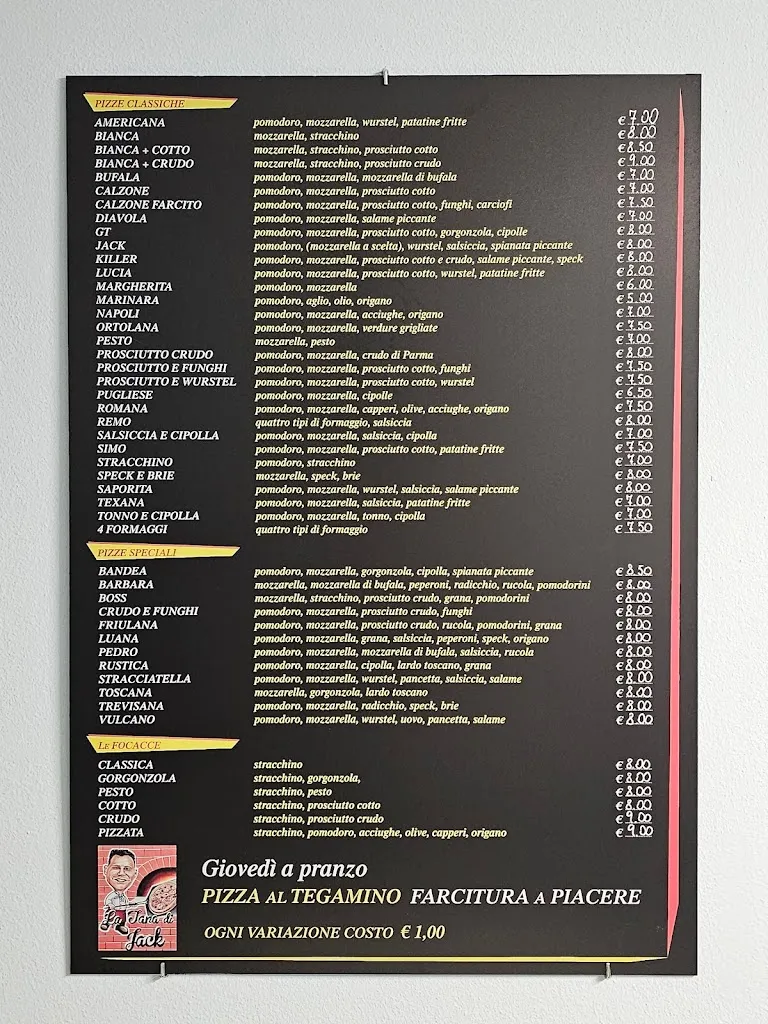 PIZZE CLASSICHE
AMERICANA pomodoro, mozzarella, wurstel, patatine fritte € 7.00
BIANCA mozzarella, stracchino € 8.00
BIANCA + COTTO mozzarella, stracchino, prosciutto cotto € 8.50
BIANCA + CRUDO mozzarella, stracchino, prosciutto crudo € 9.00
BUFALA pomodoro, mozzarella, mozzarella di bufala € 7.00
CALZONE pomodoro, mozzarella, prosciutto cotto € 7.00
CALZONE FARCITO pomodoro, mozzarella, prosciutto cotto, funghi, carciofi € 7.50
DIAVOLA pomodoro, mozzarella, salame piccante € 7.00
GT pomodoro, mozzarella, prosciutto cotto, gorgonzola, cipolle € 8.00
JACK pomodoro, (mozzarella a scelta), wurstel, salsiccia, spianata piccante € 8.00
KILLER pomodoro, mozzarella, prosciutto cotto e crudo, salame piccante, speck € 8.00
LUCIA pomodoro, mozzarella, prosciutto cotto, wurstel, patatine fritte € 8.00
MARGHERITA pomodoro, mozzarella € 6.00
MARINARA pomodoro, aglio, olio, origano € 5.00
NAPOLI pomodoro, mozzarella, acciughe, origano € 7.00
ORTOLANA pomodoro, mozzarella, verdure grigliate € 7.50
PESTO mozzarella, pesto € 7.00
PROSCIUTTO CRUDO pomodoro, mozzarella, crudo di Parma € 8.00
PROSCIUTTO E FUNGHI pomodoro, mozzarella, prosciutto cotto, funghi € 7.50
PROSCIUTTO E WURSTEL pomodoro, mozzarella, prosciutto cotto, wurstel € 7.50
PUGLIESE pomodoro, mozzarella, cipolle € 6.50
ROMANA pomodoro, mozzarella, capperi, olive, acciughe, origano € 7.50
REMO quattro tipi di formaggio, salsiccia € 8.00
SALSICCIA E CIPOLLA pomodoro, mozzarella, salsiccia, cipolla € 7.00
SIMO pomodoro, mozzarella, prosciutto cotto, patatine fritte € 7.50
STRACCHINO pomodoro, stracchino € 7.00
SPECK E BRIE mozzarella, speck, brie € 8.00
SAPORITA pomodoro, mozzarella, wurstel, salsiccia, salame piccante € 8.00
TEXANA pomodoro, mozzarella, salsiccia, patatine fritte € 7.00
TONNO E CIPOLLA pomodoro, mozzarella, tonno, cipolla € 7.00
4 FORMAGGI quattro tipi di formaggio € 7.50
PIZZE SPECIALI
BANDEA pomodoro, mozzarella, gorgonzola, cipolla, spianata piccante € 8.50
BARBARA mozzarella, mozzarella di bufala, peperoni, radicchio, rucola, pomodorini € 8.00
BOSS mozzarella, stracchino, prosciutto crudo, grana, pomodorini € 8.00
CRUDO E FUNGHI pomodoro, mozzarella, prosciutto crudo, funghi € 8.00
FRIULANA pomodoro, mozzarella, prosciutto crudo, rucola, pomodorini, grana € 8.00
LUANA pomodoro, mozzarella, grana, salsiccia, peperoni, speck, origano € 8.00
PEDRO pomodoro, mozzarella, mozzarella di bufala, salsiccia, rucola € 8.00
RUSTICA pomodoro, mozzarella, cipolla, lardo toscano, grana € 8.00
STRACCIATELLA pomodoro, mozzarella, wurstel, pancetta, salsiccia, salame € 8.00
TOSCANA mozzarella, gorgonzola, lardo toscano € 8.00
TREVISANA pomodoro, mozzarella, radicchio, speck, brie € 8.00
VULCANO pomodoro, mozzarella, wurstel, uovo, pancetta, salame € 8.00
LE FOCACCE
CLASSICA stracchino € 8.00
GORGONZOLA stracchino, gorgonzola, € 8.00
PESTO stracchino, pesto € 8.00
COTTO stracchino, prosciutto cotto € 8.00
CRUDO stracchino, prosciutto crudo € 9.00
PIZZATA stracchino, pomodoro, acciughe, olive, capperi, origano € 9.00
La Tana di
Jack
Giovedì a pranzo
PIZZA AL TEGAMINO FARCITURA A PIACERE
OGNI VARIAZIONE COSTO € 1,00